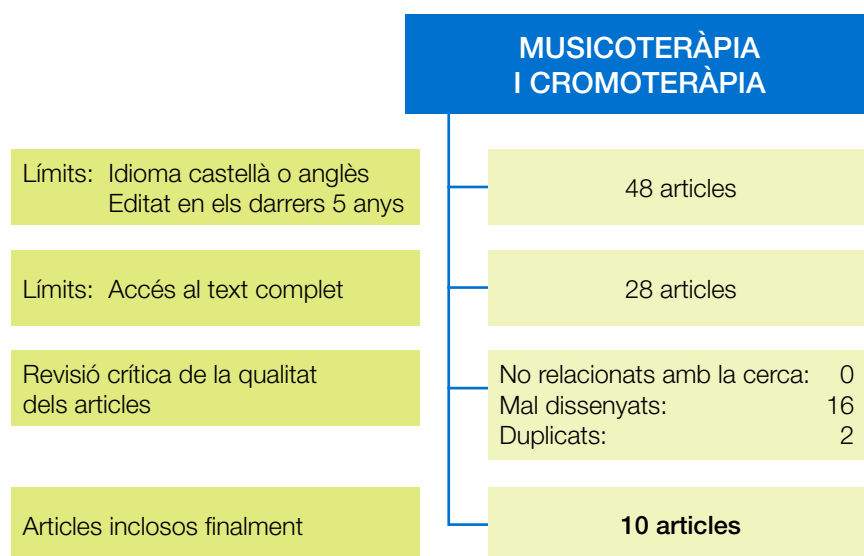 MUSICOTERÀPIA
I CROMOTERÀPIA
Límits: Idioma castellà o anglès
Editat en els darrers 5 anys
48 articles
Límits: Accés al text complet
28 articles
Revisió crítica de la qualitat
dels articles
No relacionats amb la cerca: 0
Mal dissenyats: 16
Duplicats: 2
Articles inclosos finalment
10 articles